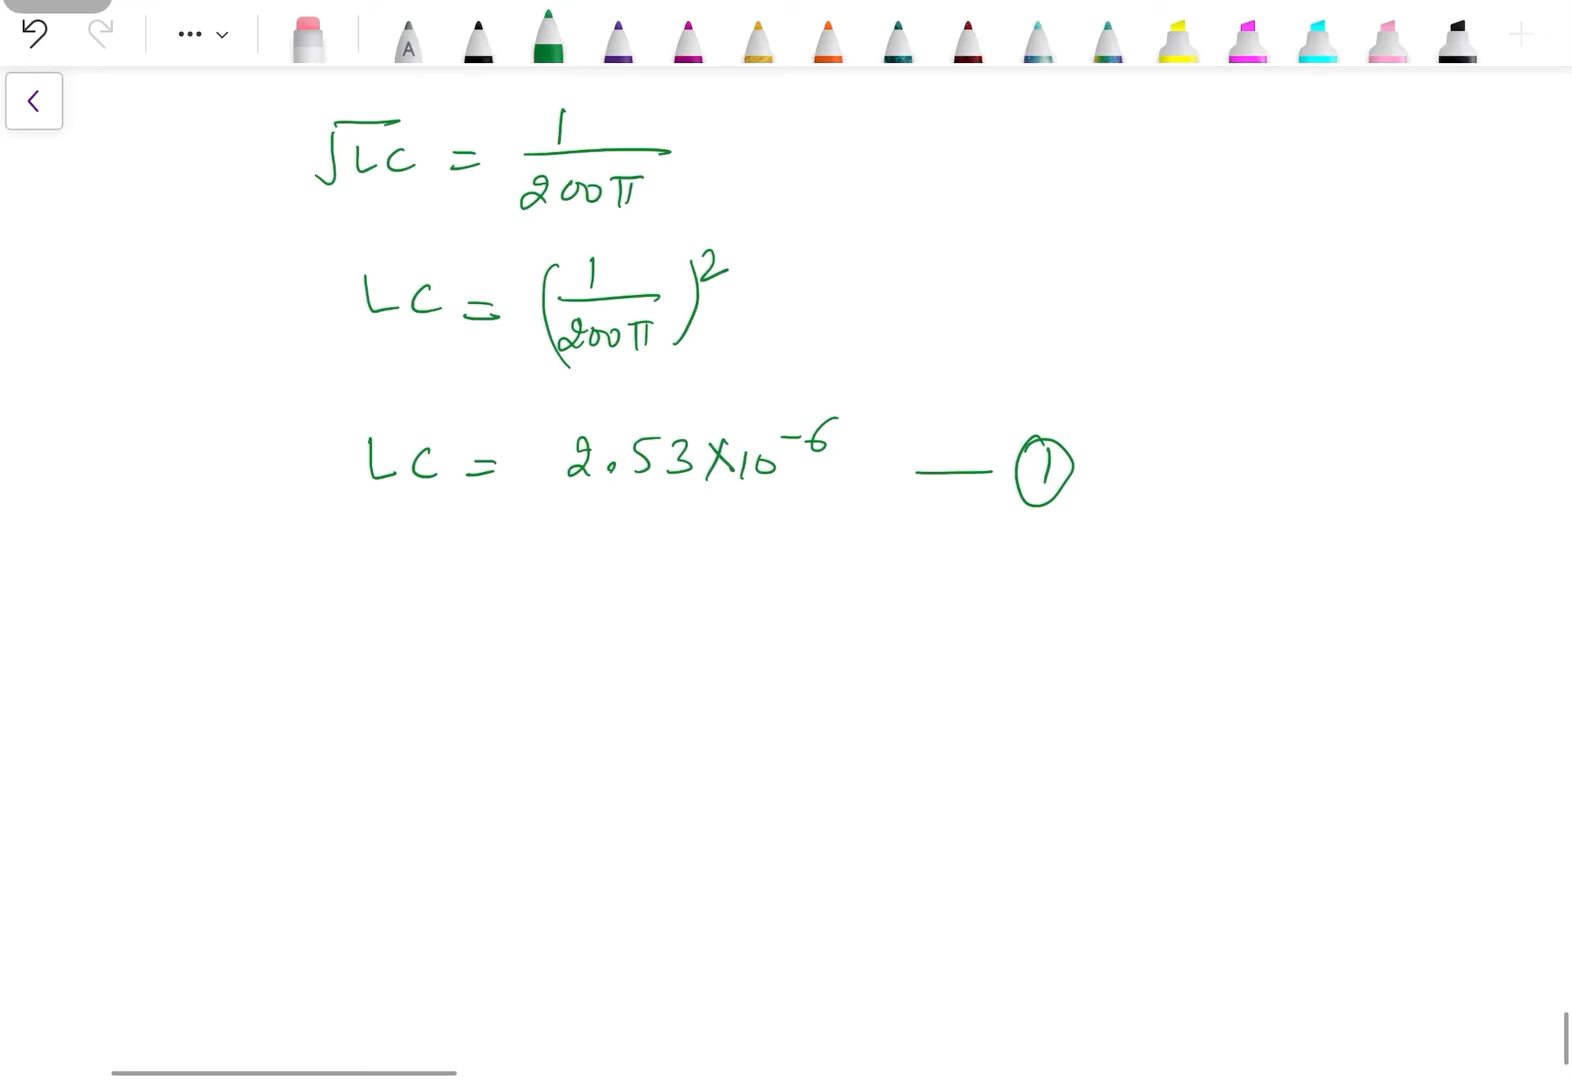 A
√LC = 1/200π
LC = (1/200π)²
LC = 2.53×10⁻⁶ — ①